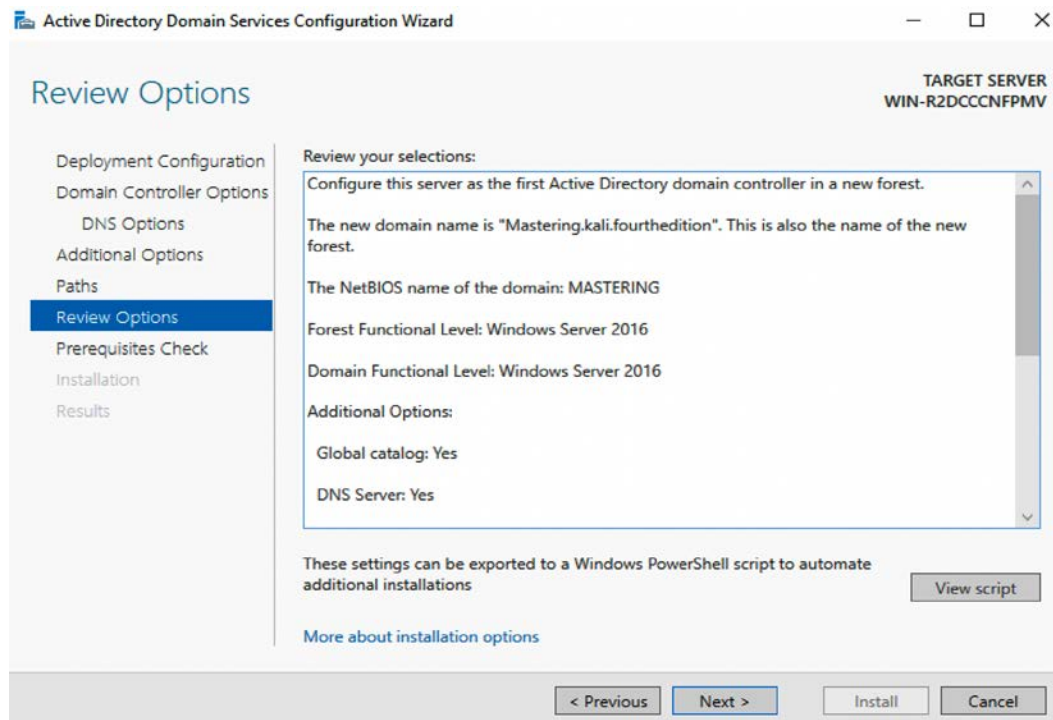 Active Directory Domain Services Configuration Wizard
Review Options
TARGET SERVER
WIN-R2DCCCNFPMV
Deployment Configuration
Domain Controller Options
DNS Options
Additional Options
Paths
Review Options
Prerequisites Check
Installation
Results
Review your selections:
Configure this server as the first Active Directory domain controller in a new forest.
The new domain name is "Mastering.kali.fourthedition". This is also the name of the new
forest.
The NetBIOS name of the domain: MASTERING
Forest Functional Level: Windows Server 2016
Domain Functional Level: Windows Server 2016
Additional Options:
Global catalog: Yes
DNS Server: Yes
These settings can be exported to a Windows PowerShell script to automate
additional installations
View script
More about installation options
< Previous
Next >
Install
Cancel